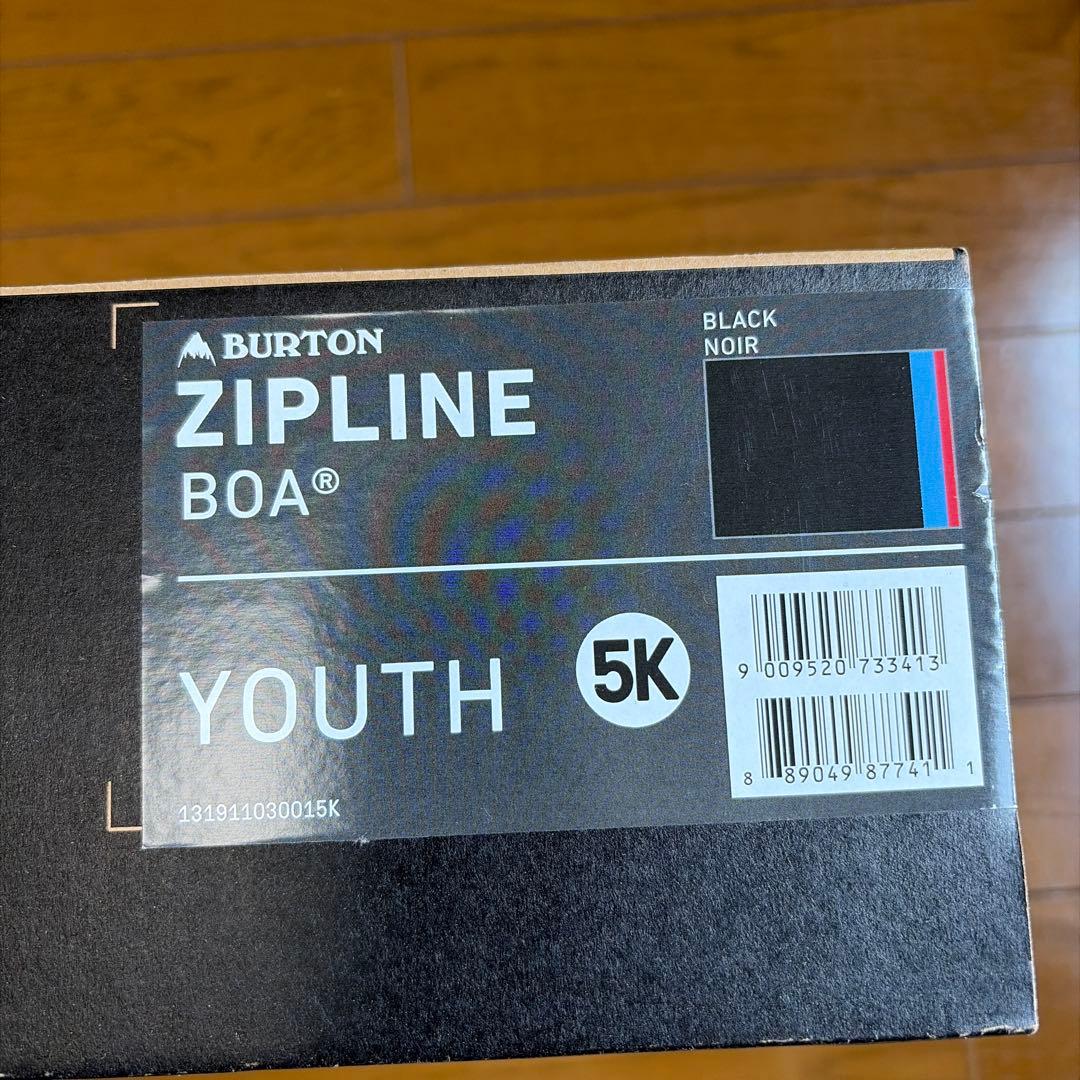 BURTON
ZIPLINE
BOA®
BLACK
NOIR
YOUTH
5K
9 009520 733413
8 89049 87741 1
131911030015K